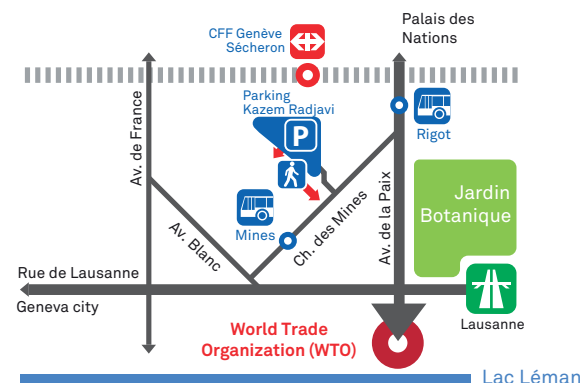 Palais des
Nations
CFF Genève
Sécheron
Parking
Kazem Radjavi
P
Rigot
Av. de France
Jardin
Botanique
Av. de la Paix
Ch. des Mines
Mines
Av. Blanc
Rue de Lausanne
Geneva city
Lausanne
World Trade
Organization (WTO)
Lac Léman